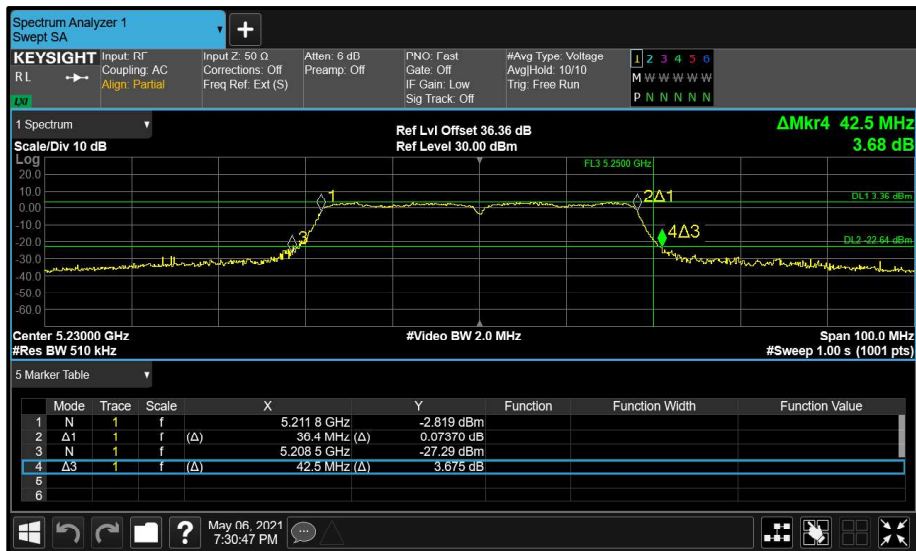 Spectrum Analyzer 1
Swept SA
KEYSIGHT
RL
LXI
Input: RF
Coupling: AC
Align: Partial
Input Z: 50 Ω
Corrections: Off
Freq Ref: Ext (S)
Atten: 6 dB
Preamp: Off
PNO: Fast
Gate: Off
IF Gain: Low
Sig Track: Off
#Avg Type: Voltage
Avg|Hold: 10/10
Trig: Free Run
1 2 3 4 5 6
M W W W W W
P N N N N N
1 Spectrum
Scale/Div 10 dB
Ref Lvl Offset 36.36 dB
Ref Level 30.00 dBm
ΔMkr4 42.5 MHz
3.68 dB
Log
FL3 5.2500 GHz
20.0
10.0
1
2Δ1
DL1 3.36 dBm
0.00
-10.0
3
4Δ3
-20.0
DL2 -22.64 dBm
-30.0
-40.0
-50.0
-60.0
Center 5.23000 GHz
#Res BW 510 kHz
#Video BW 2.0 MHz
Span 100.0 MHz
#Sweep 1.00 s (1001 pts)
5 Marker Table
Mode Trace Scale X Y Function Function Width Function Value
1 N 1 f 5.211 8 GHz -2.819 dBm
2 Δ1 1 f (Δ) 36.4 MHz (Δ) 0.07370 dB
3 N 1 f 5.208 5 GHz -27.29 dBm
4 Δ3 1 f (Δ) 42.5 MHz (Δ) 3.675 dB
5
6
?
May 06, 2021
7:30:47 PM